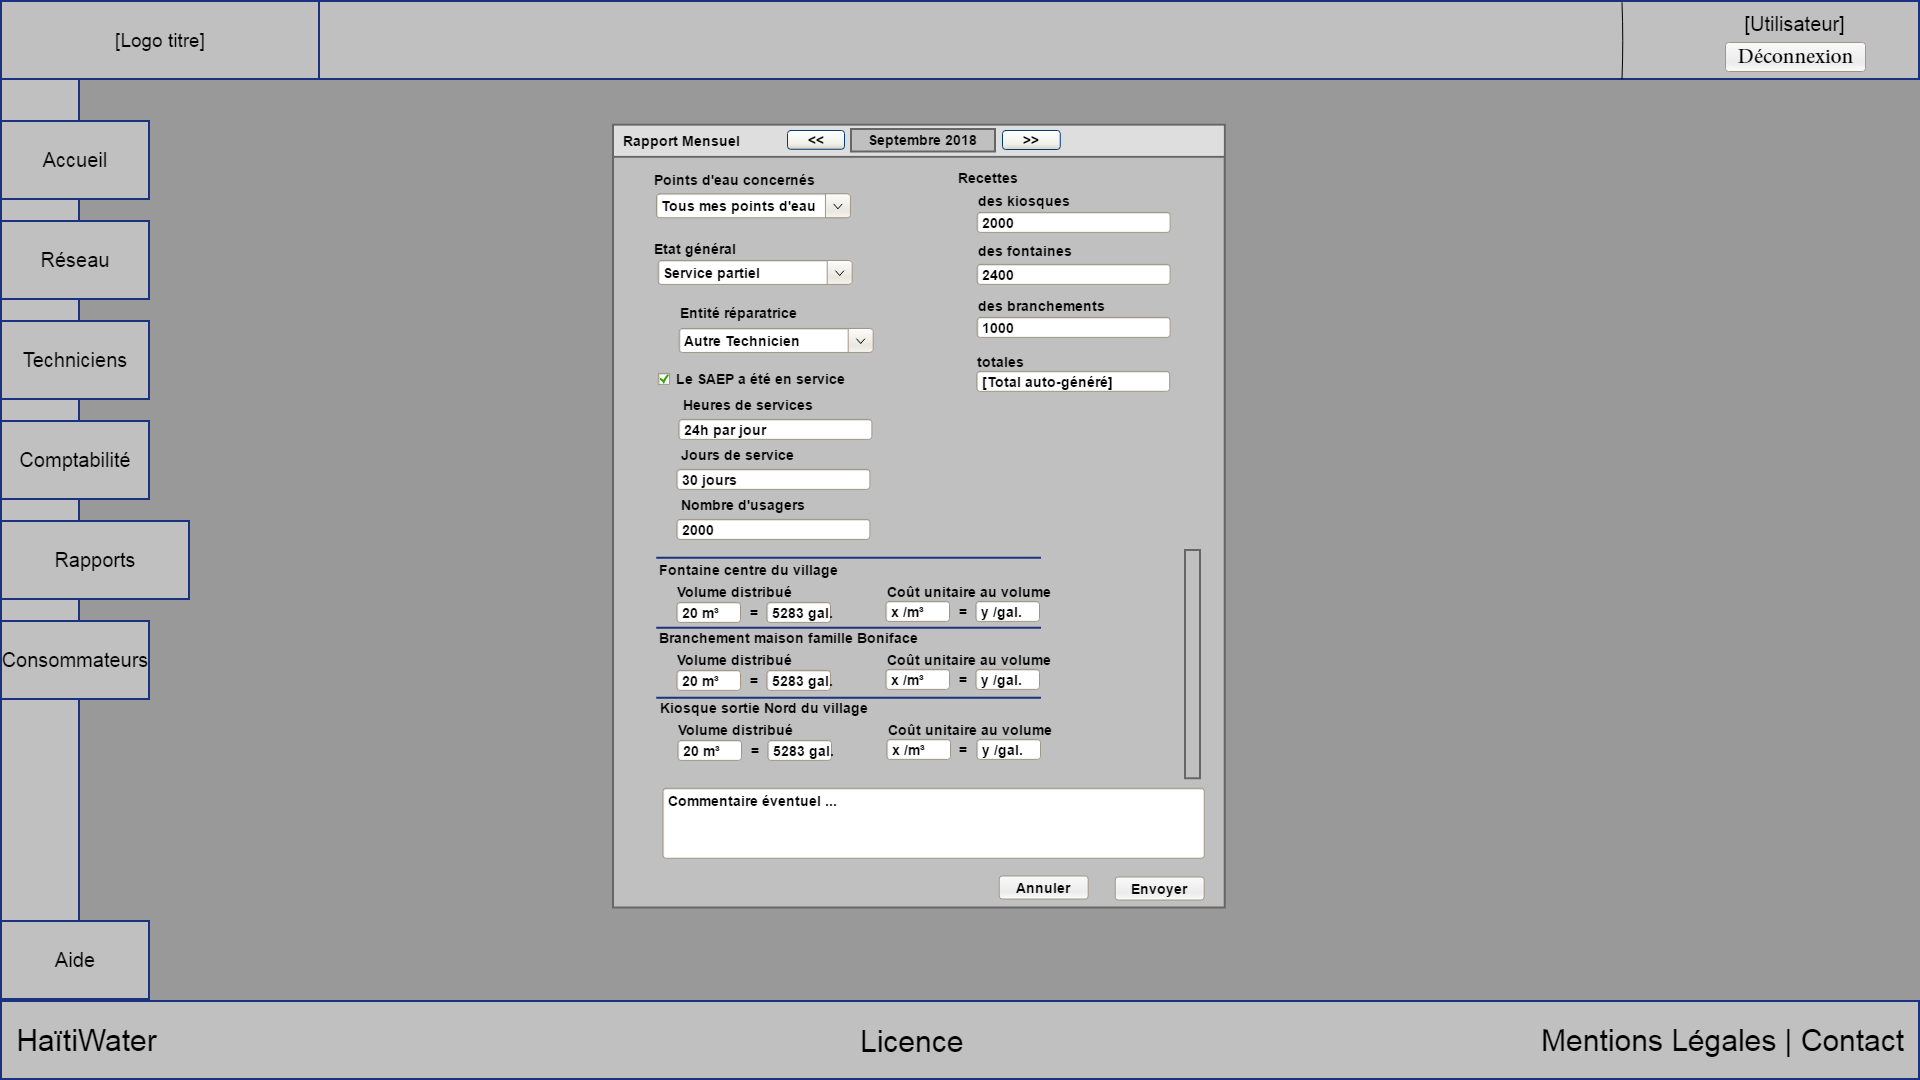 [Logo titre]
[Utilisateur]
Déconnexion
Accueil
Réseau
Techniciens
Comptabilité
Rapports
Consommateurs
Aide
Rapport Mensuel
<<
Septembre 2018
>>
Points d'eau concernés
Tous mes points d'eau
Etat général
Service partiel
Entité réparatrice
Autre Technicien
Le SAEP a été en service
Heures de services
24h par jour
Jours de service
30 jours
Nombre d'usagers
2000
Recettes
des kiosques
2000
des fontaines
2400
des branchements
1000
totales
[Total auto-généré]
Fontaine centre du village
Volume distribué Coût unitaire au volume
20 m³ = 5283 gal. x /m³ = y /gal.
Branchement maison famille Boniface
Volume distribué Coût unitaire au volume
20 m³ = 5283 gal. x /m³ = y /gal.
Kiosque sortie Nord du village
Volume distribué Coût unitaire au volume
20 m³ = 5283 gal. x /m³ = y /gal.
Commentaire éventuel ...
Annuler Envoyer
HaïtiWater
Licence
Mentions Légales | Contact